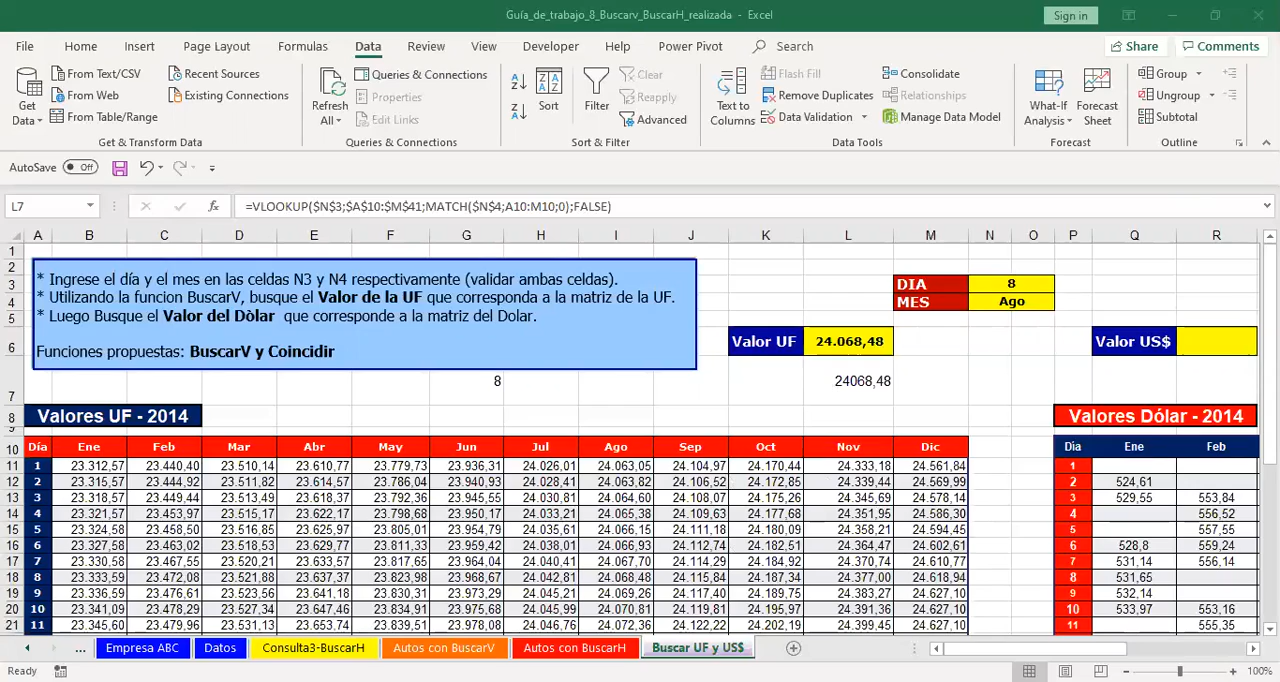 Guía_de_trabajo_8_Buscarv_BuscarH_realizada - Excel
Sign in
File Home Insert Page Layout Formulas Data Review View Developer Help Power Pivot Search Share Comments
Get Data
From Text/CSV
From Web
From Table/Range
Recent Sources
Existing Connections
Get & Transform Data
Refresh All
Queries & Connections
Properties
Edit Links
Queries & Connections
Sort
Filter
Clear
Reapply
Advanced
Sort & Filter
Text to Columns
Flash Fill
Remove Duplicates
Data Validation
Consolidate
Relationships
Manage Data Model
Data Tools
What-If Analysis
Forecast Sheet
Forecast
Group
Ungroup
Subtotal
Outline
AutoSave Off
L7 fx =VLOOKUP($N$3;$A$10:$M$41;MATCH($N$4;A10:M10;0);FALSE)
A B C D E F G H I J K L M N O P Q R
1
2
* Ingrese el día y el mes en las celdas N3 y N4 respectivamente (validar ambas celdas).
* Utilizando la funcion BuscarV, busque el Valor de la UF que corresponda a la matriz de la UF.
* Luego Busque el Valor del Dòlar que corresponde a la matriz del Dolar.
Funciones propuestas: BuscarV y Coincidir
3 DIA 8
4 MES Ago
5
6 Valor UF 24.068,48 Valor US$
7 8 24068,48
8 Valores UF - 2014 Valores Dólar - 2014
9
10 Día Ene Feb Mar Abr May Jun Jul Ago Sep Oct Nov Dic Día Ene Feb
11 1 23.312,57 23.440,40 23.510,14 23.610,77 23.779,73 23.936,31 24.026,01 24.063,05 24.104,97 24.170,44 24.333,18 24.561,84 1
12 2 23.315,57 23.444,92 23.511,82 23.614,57 23.786,04 23.940,93 24.028,41 24.063,82 24.106,52 24.172,85 24.339,44 24.569,99 2 524,61
13 3 23.318,57 23.449,44 23.513,49 23.618,37 23.792,36 23.945,55 24.030,81 24.064,60 24.108,07 24.175,26 24.345,69 24.578,14 3 529,55 553,84
14 4 23.321,57 23.453,97 23.515,17 23.622,17 23.798,68 23.950,17 24.033,21 24.065,38 24.109,63 24.177,68 24.351,95 24.586,30 4 556,52
15 5 23.324,58 23.458,50 23.516,85 23.625,97 23.805,01 23.954,79 24.035,61 24.066,15 24.111,18 24.180,09 24.358,21 24.594,45 5 557,55
16 6 23.327,58 23.463,02 23.518,53 23.629,77 23.811,33 23.959,42 24.038,01 24.066,93 24.112,74 24.182,51 24.364,47 24.602,61 6 528,8 559,24
17 7 23.330,58 23.467,55 23.520,21 23.633,57 23.817,66 23.964,04 24.040,41 24.067,70 24.114,29 24.184,92 24.370,74 24.610,77 7 531,14 556,14
18 8 23.333,59 23.472,08 23.521,88 23.637,37 23.823,98 23.968,67 24.042,81 24.068,48 24.115,84 24.187,34 24.377,00 24.618,94 8 531,65
19 9 23.336,59 23.476,61 23.523,56 23.641,18 23.830,31 23.973,29 24.045,21 24.069,26 24.117,40 24.189,75 24.383,27 24.627,10 9 532,14
20 10 23.341,09 23.478,29 23.527,34 23.647,46 23.834,91 23.975,68 24.045,99 24.070,81 24.119,81 24.195,97 24.391,36 24.627,10 10 533,97 553,16
21 11 23.345,60 23.479,96 23.531,13 23.653,74 23.839,51 23.978,08 24.046,76 24.072,36 24.122,22 24.202,19 24.399,45 24.627,10 11 555,35
... Empresa ABC Datos Consulta3-BuscarH Autos con BuscarV Autos con BuscarH Buscar UF y US$
Ready 100%